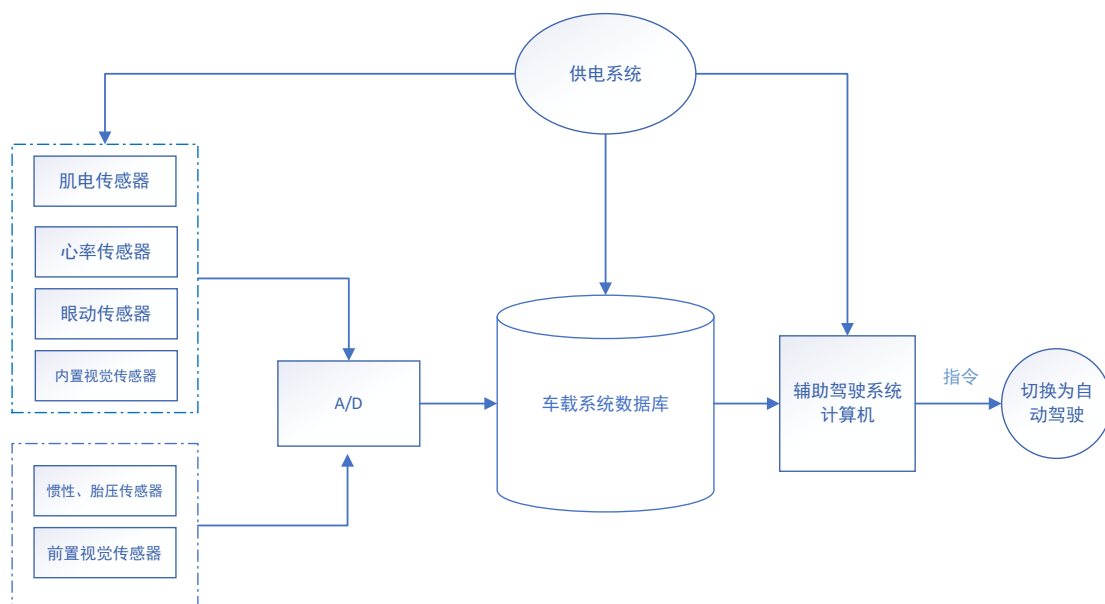 供电系统
肌电传感器
心率传感器
眼动传感器
内置视觉传感器
惯性、胎压传感器
前置视觉传感器
A/D
车载系统数据库
辅助驾驶系统
计算机
指令
切换为自
动驾驶